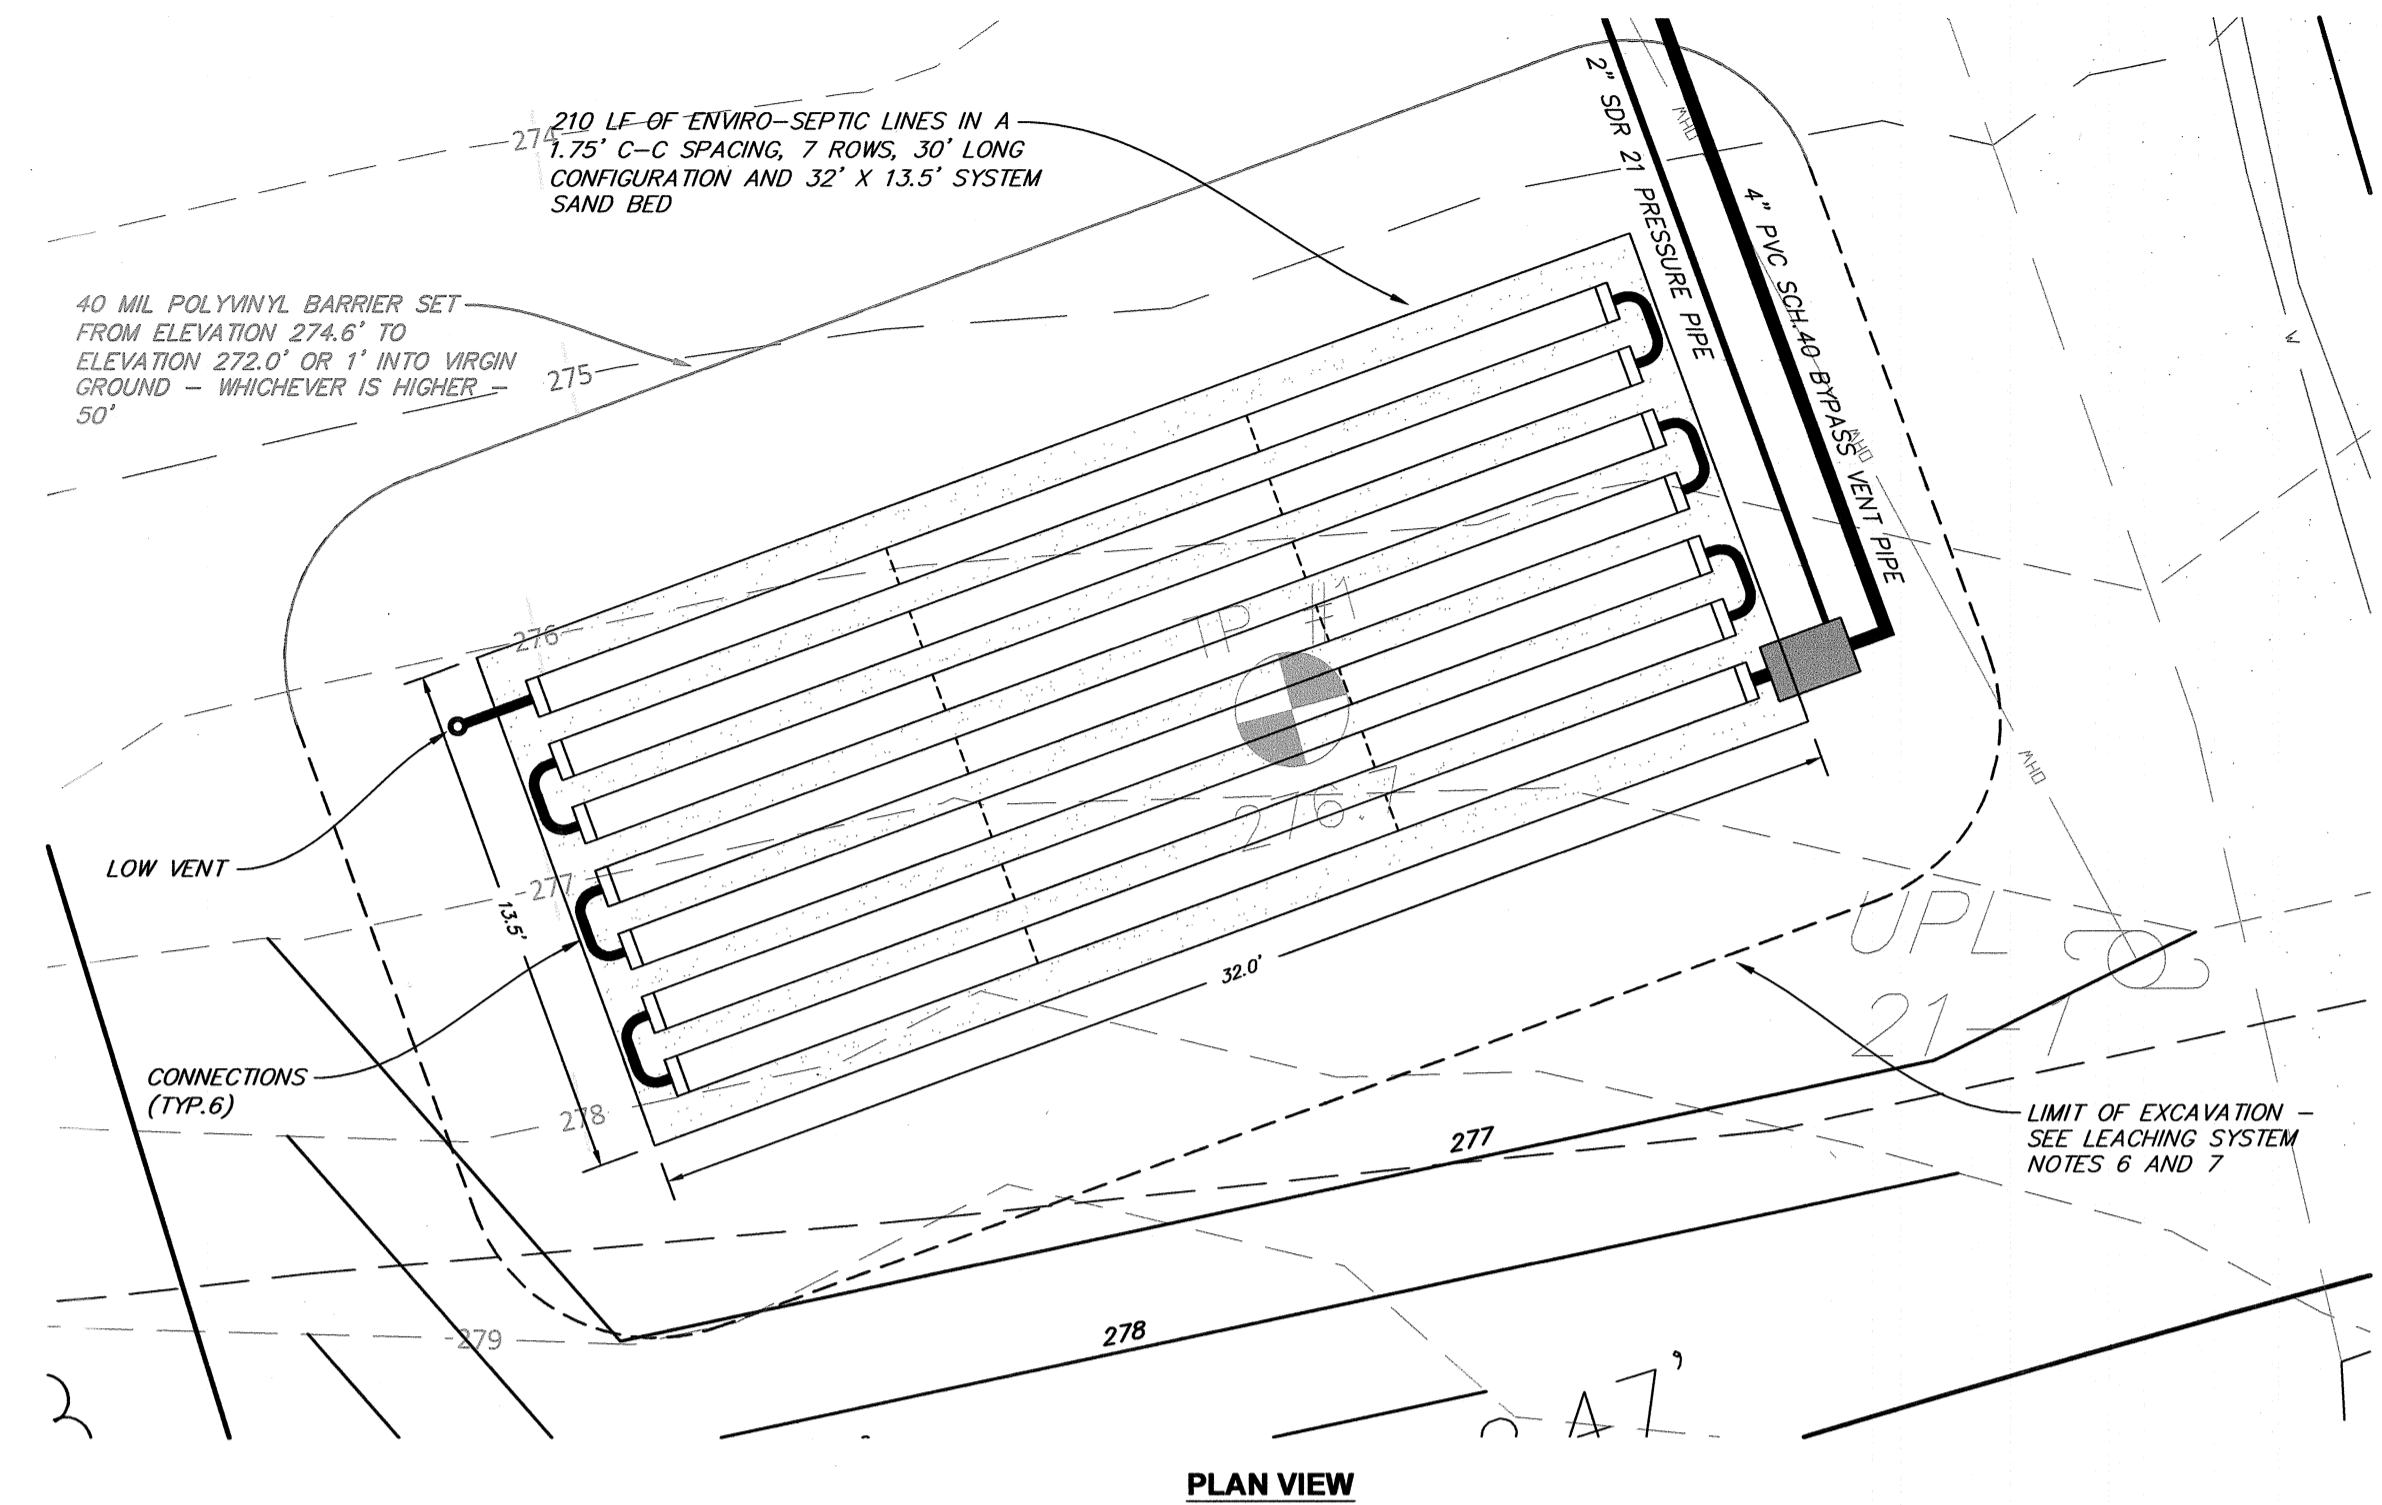 274
210 LF OF ENVIRO-SEPTIC LINES IN A
1.75' C-C SPACING, 7 ROWS, 30' LONG
CONFIGURATION AND 32' X 13.5' SYSTEM
SAND BED
2" SDR 21 PRESSURE PIPE
4" PVC SCH.40 BYPASS VENT PIPE
OHW
40 MIL POLYVINYL BARRIER SET
FROM ELEVATION 274.6' TO
ELEVATION 272.0' OR 1' INTO VIRGIN
GROUND - WHICHEVER IS HIGHER -
50'
275
W
OHW
276
TP #1
276.7
OHW
LOW VENT
277
13.5'
32.0'
UPL
21-1
CONNECTIONS
(TYP.6)
278
277
LIMIT OF EXCAVATION -
SEE LEACHING SYSTEM
NOTES 6 AND 7
279
278
47'
PLAN VIEW